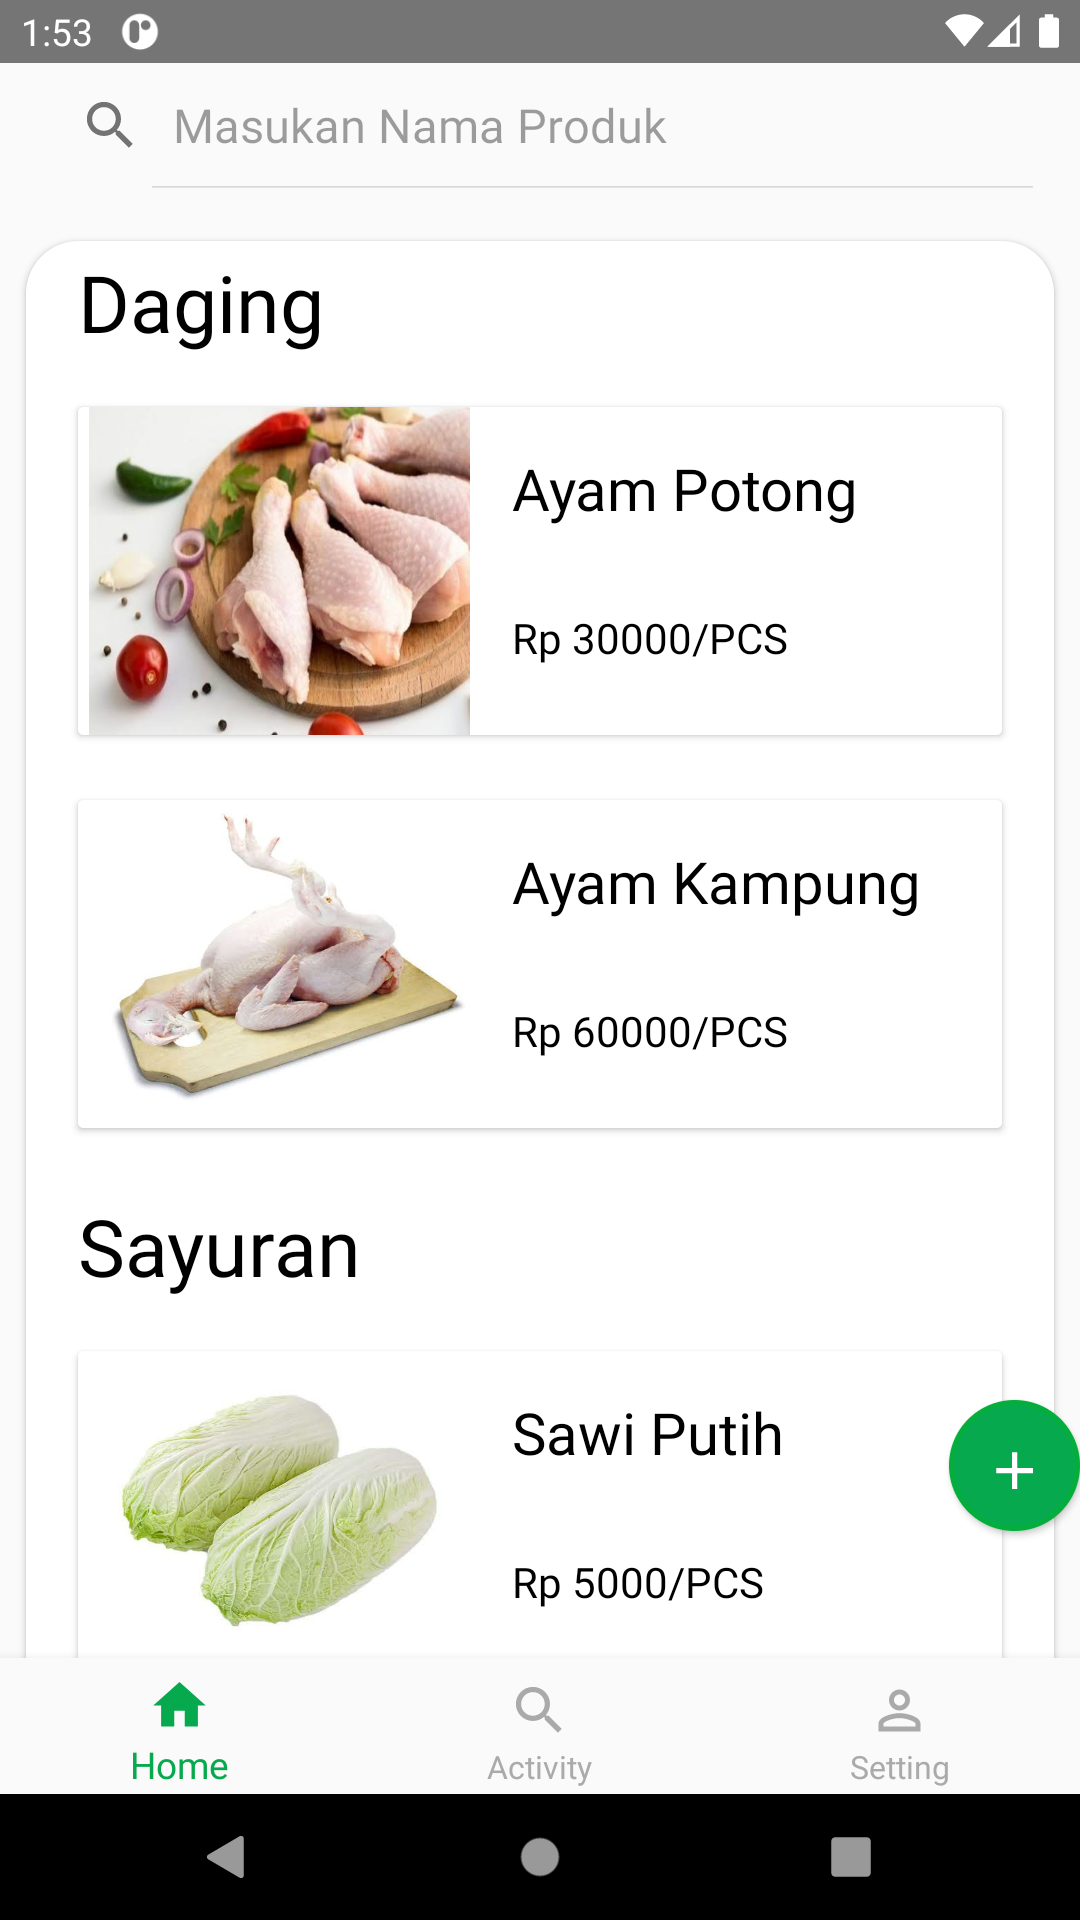 1:53
Masukan Nama Produk
Daging
Ayam Potong
Rp 30000/PCS
Ayam Kampung
Rp 60000/PCS
Sayuran
Sawi Putih
Rp 5000/PCS
+
Home
Activity
Setting